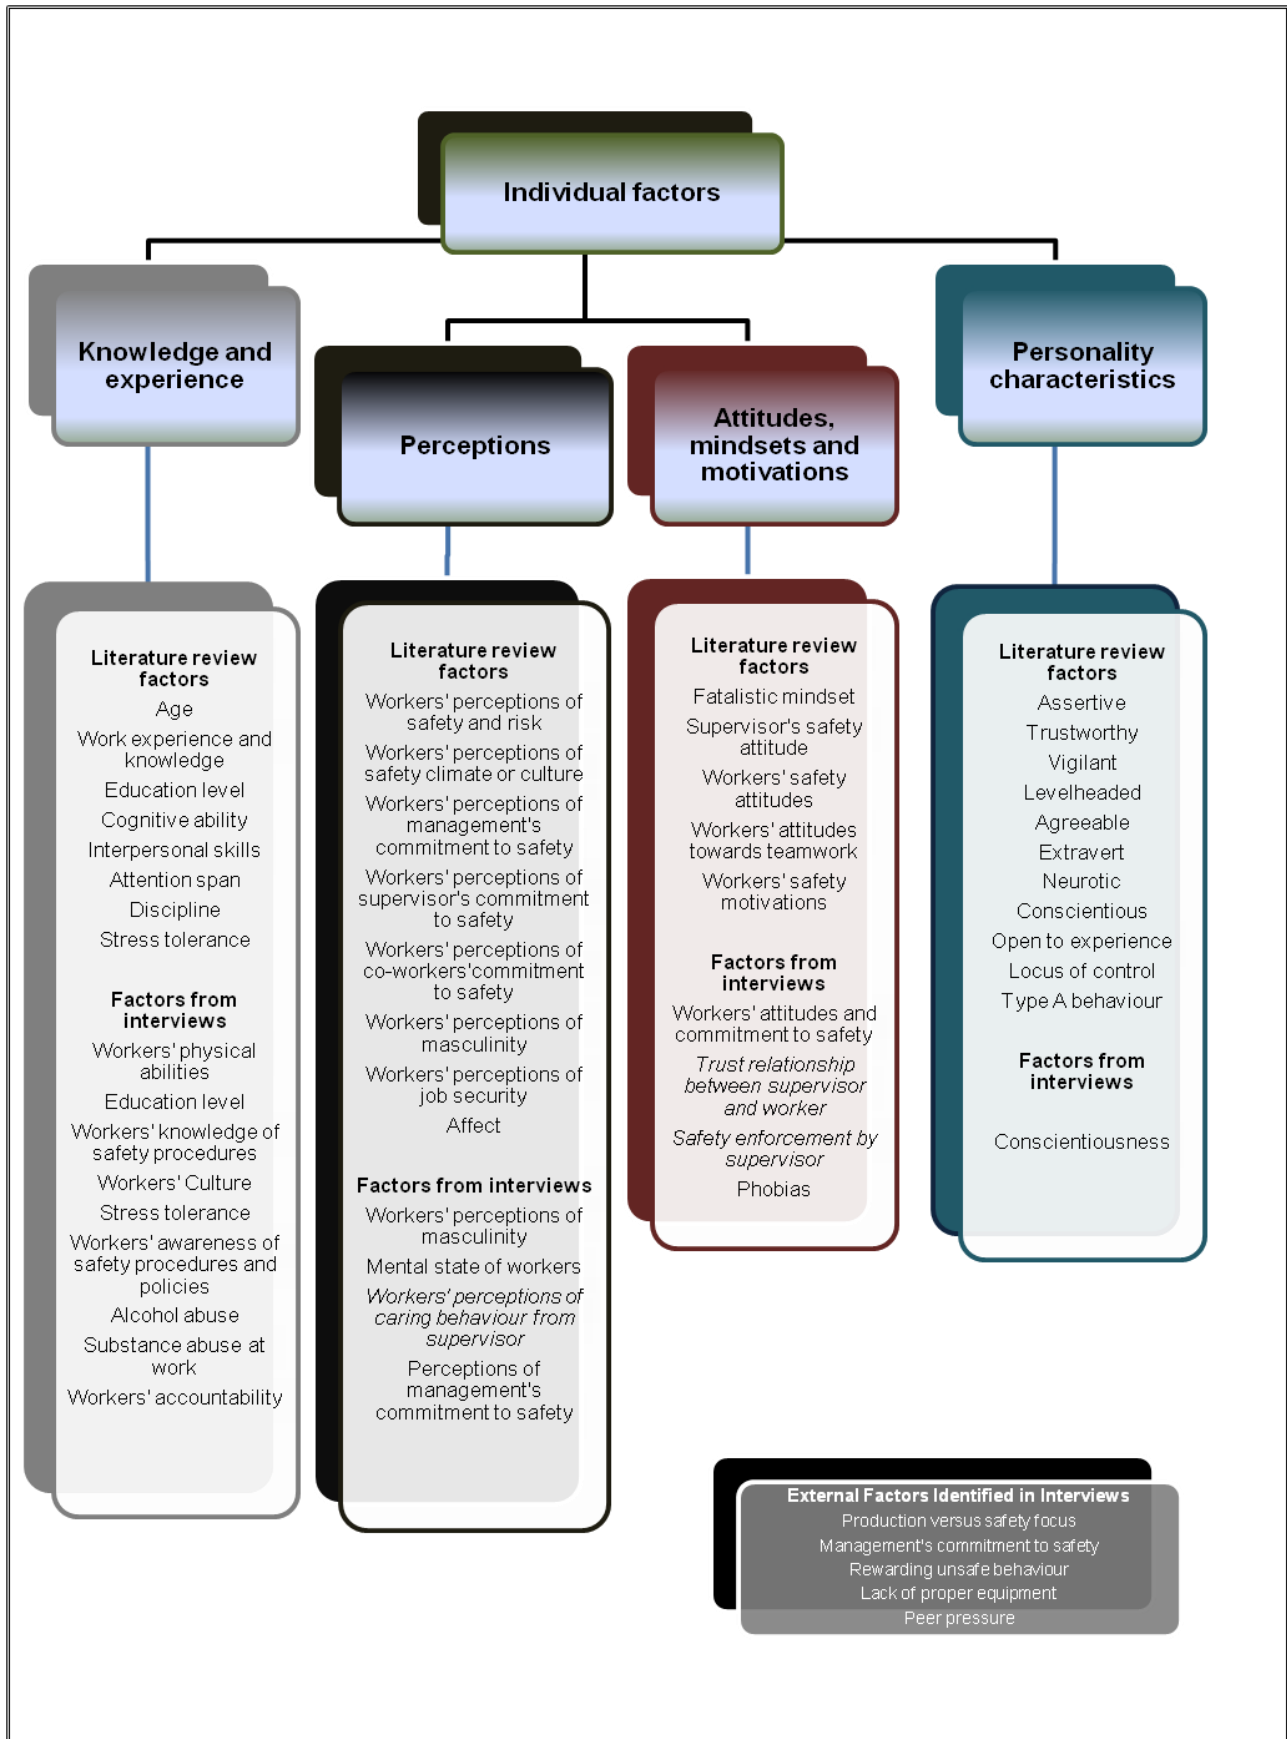 Individual factors
Knowledge and
experience
Perceptions
Attitudes,
mindsets and
motivations
Personality
characteristics
Literature review
factors
Age
Work experience and
knowledge
Education level
Cognitive ability
Interpersonal skills
Attention span
Discipline
Stress tolerance
Factors from
interviews
Workers' physical
abilities
Education level
Workers' knowledge of
safety procedures
Workers' Culture
Stress tolerance
Workers' awareness of
safety procedures and
policies
Alcohol abuse
Substance abuse at
work
Workers' accountability
Literature review
factors
Workers' perceptions of
safety and risk
Workers' perceptions of
safety climate or culture
Workers' perceptions of
management's
commitment to safety
Workers' perceptions of
supervisor's commitment
to safety
Workers' perceptions of
co-workers'commitment
to safety
Workers' perceptions of
masculinity
Workers' perceptions of
job security
Affect
Factors from interviews
Workers' perceptions of
masculinity
Mental state of workers
Workers' perceptions of
caring behaviour from
supervisor
Perceptions of
management's
commitment to safety
Literature review
factors
Fatalistic mindset
Supervisor's safety
attitude
Workers' safety
attitudes
Workers' attitudes
towards teamwork
Workers' safety
motivations
Factors from
interviews
Workers' attitudes and
commitment to safety
Trust relationship
between supervisor
and worker
Safety enforcement by
supervisor
Phobias
Literature review
factors
Assertive
Trustworthy
Vigilant
Levelheaded
Agreeable
Extravert
Neurotic
Conscientious
Open to experience
Locus of control
Type A behaviour
Factors from
interviews
Conscientiousness
External Factors Identified in Interviews
Production versus safety focus
Management's commitment to safety
Rewarding unsafe behaviour
Lack of proper equipment
Peer pressure